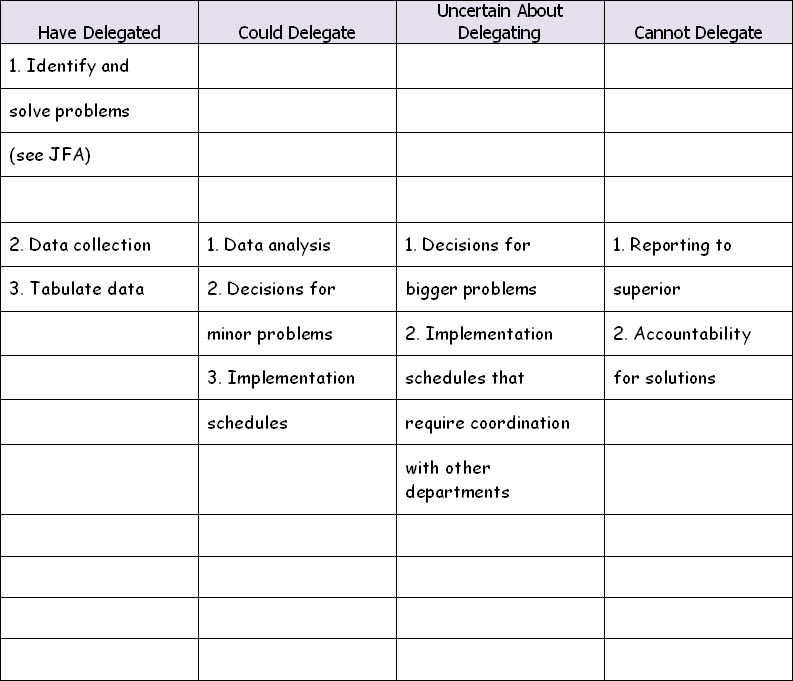 Have Delegated
Could Delegate
Uncertain About
Delegating
Cannot Delegate
1. Identify and
solve problems
(see JFA)
2. Data collection
1. Data analysis
1. Decisions for
1. Reporting to
3. Tabulate data
2. Decisions for
bigger problems
superior
minor problems
2. Implementation
2. Accountability
3. Implementation
schedules that
for solutions
schedules
require coordination
with other
departments